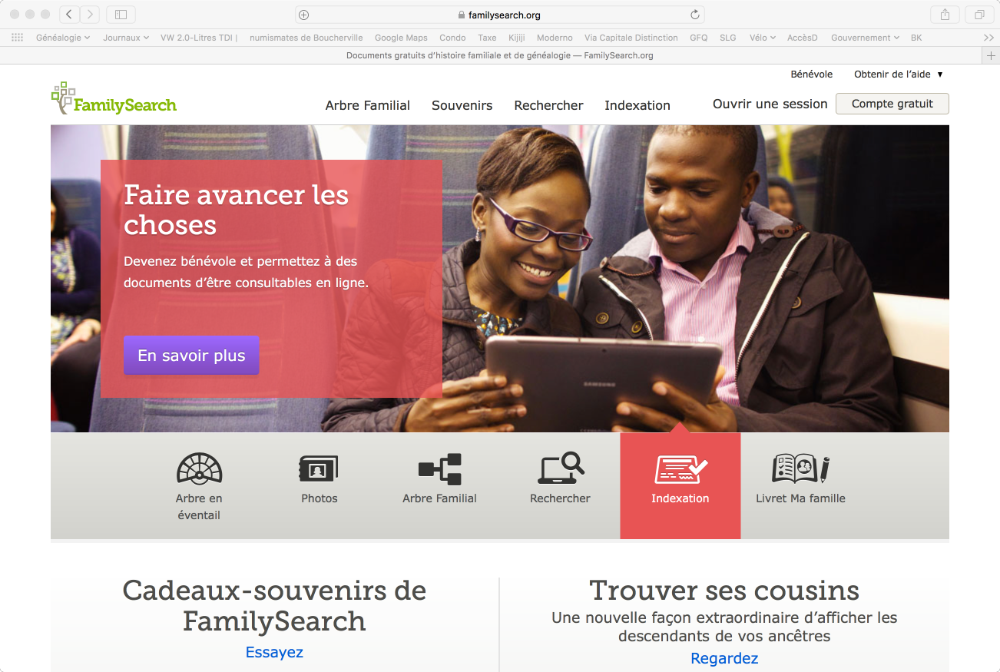 familysearch.org
Généalogie Journaux VW 2.0-Litres TDI | numismates de Boucherville Google Maps Condo Taxe Kijiji Moderno Via Capitale Distinction GFQ SLG Vélo AccèsD Gouvernement BK
Documents gratuits d’histoire familiale et de généalogie — FamilySearch.org
Bénévole Obtenir de l’aide
FamilySearch
Arbre Familial Souvenirs Rechercher Indexation Ouvrir une session Compte gratuit
Faire avancer les
choses
Devenez bénévole et permettez à des
documents d’être consultables en ligne.
En savoir plus
SAMSUNG
Arbre en
éventail
Photos
Arbre Familial
Rechercher
Indexation
Livret Ma famille
Cadeaux-souvenirs de
FamilySearch
Essayez
Trouver ses cousins
Une nouvelle façon extraordinaire d’afficher les
descendants de vos ancêtres
Regardez